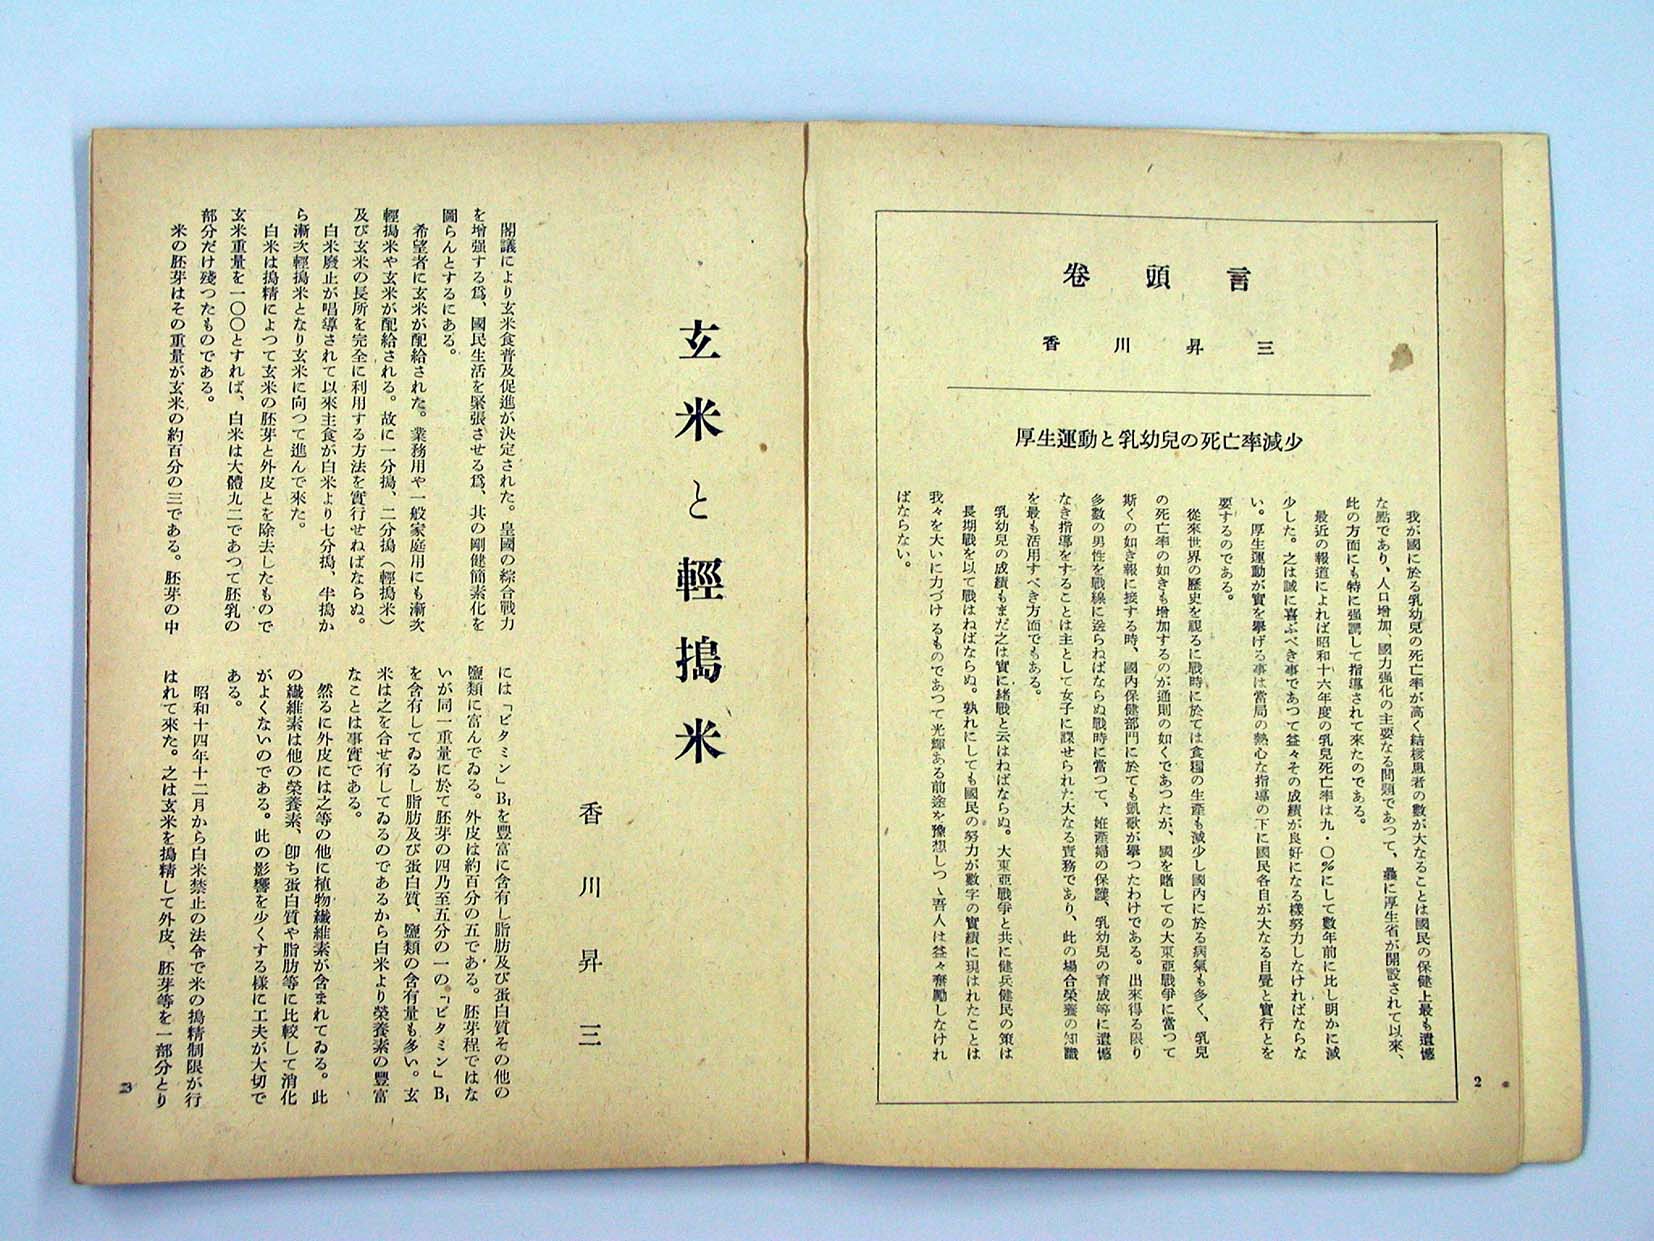 卷頭言
香川昇三
厚生運動と乳幼兒の死亡率減少
我が國に於る乳幼兒の死亡率が高く結核患者の數が大なることは國民の保健上最も遺憾
な點であり、人口增加、國力强化の主要なる問題であつて、曩に厚生省が開設されて以來、
此の方面にも特に强調して指導されて來たのである。
最近の報道によれば昭和十六年度の乳兒死亡率は九・〇%にして數年前に比し明かに減
少した。之は誠に喜ぶべき事であつて益々その成績が良好になる樣努力しなければならな
い。厚生運動が實を擧げる事は當局の熱心な指導の下に國民各自が大なる自覺と實行とを
要するのである。
從來世界の歷史を視るに戰時に於ては食糧の生產も減少し國內に於る病氣も多く、乳兒
の死亡率の如きも增加するのが通則の如くであつたが、國を賭しての大東亞戰爭に當つて
斯くの如き報に接する時、國內保健部門に於ても凱歌が擧つたわけである。出來得る限り
多數の男性を戰線に送らねばならぬ戰時に當つて、姙產婦の保護、乳幼兒の育成等に遺憾
なき指導をすることは主として女子に課せられた大なる責務であり、此の場合榮養の知識
を最も活用すべき方面でもある。
乳幼兒の成績もまだ之は實に緖戰と云はねばならぬ。大東亞戰爭と共に健兵健民の策は
長期戰を以て戰はねばならぬ。孰れにしても國民の努力が數字の實績に現はれたことは
我々を大いに力づけるものであつて光輝ある前途を豫想しつゝ吾人は益々奮勵しなけれ
ばならない。
2
玄米と輕搗米
香川昇三
閣議により玄米食普及促進が決定された。皇國の綜合戰力
を增强する爲、國民生活を緊張させる爲、共の剛健簡素化を
圖らんとするにある。
希望者に玄米が配給された。業務用や一般家庭用にも漸次
輕搗米や玄米が配給される。故に一分搗、二分搗(輕搗米)
及び玄米の長所を完全に利用する方法を實行せねばならぬ。
白米廢止が唱導されて以來主食が白米より七分搗、半搗か
ら漸次輕搗米となり玄米に向つて進んで來た。
白米は搗精によつて玄米の胚芽と外皮とを除去したもので
玄米重量を一〇〇とすれば、白米は大體九二であつて胚乳の
部分だけ殘つたものである。
米の胚芽はその重量が玄米の約百分の三である。胚芽の中
には「ビタミン」B₁を豐富に含有し脂肪及び蛋白質その他の
鹽類に富んでゐる。外皮は約百分の五である。胚芽程ではな
いが同一重量に於て胚芽の四乃至五分の一の「ビタミン」B₁
を含有してゐるし脂肪及び蛋白質、鹽類の含有量も多い。玄
米は之を合せ有してゐるのであるから白米より榮養素の豐富
なことは事實である。
然るに外皮には之等の他に植物纎維素が含まれてゐる。此
の纎維素は他の榮養素、卽ち蛋白質や脂肪等に比較して消化
がよくないのである。此の影響を少くする樣に工夫が大切で
ある。
昭和十四年十二月から白米禁止の法令で米の搗精制限が行
はれて來た。之は玄米を搗精して外皮、胚芽等を一部分とり
3